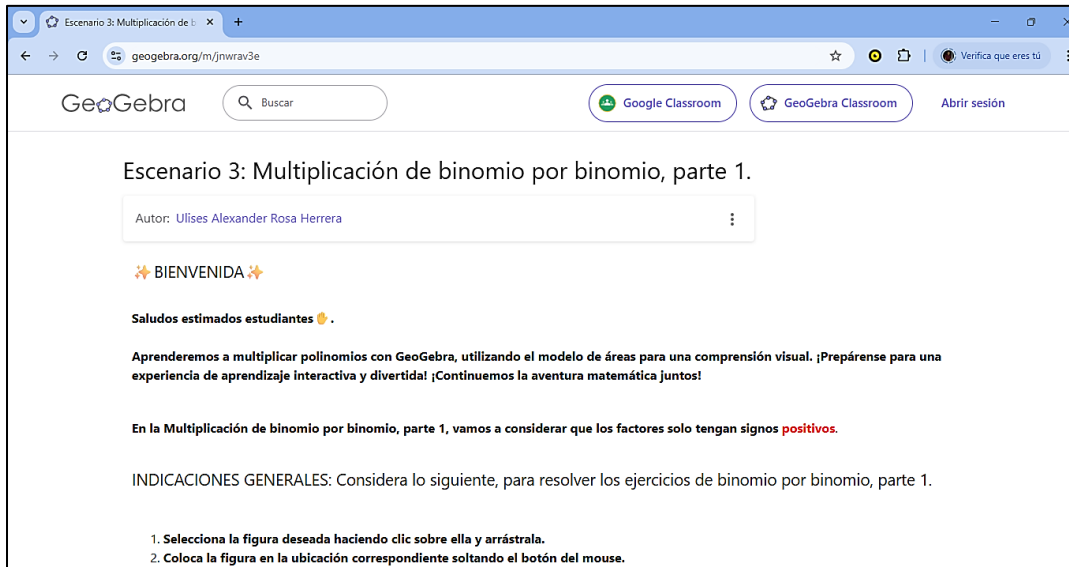 Escenario 3: Multiplicación de b
geogebra.org/m/jnwrav3e
Verifica que eres tú
GeoGebra
Buscar
Google Classroom
GeoGebra Classroom
Abrir sesión
Escenario 3: Multiplicación de binomio por binomio, parte 1.
Autor: Ulises Alexander Rosa Herrera
✨BIENVENIDA✨
Saludos estimados estudiantes✋.
Aprenderemos a multiplicar polinomios con GeoGebra, utilizando el modelo de áreas para una comprensión visual. ¡Prepárense para una
experiencia de aprendizaje interactiva y divertida! ¡Continuemos la aventura matemática juntos!
En la Multiplicación de binomio por binomio, parte 1, vamos a considerar que los factores solo tengan signos positivos.
INDICACIONES GENERALES: Considera lo siguiente, para resolver los ejercicios de binomio por binomio, parte 1.
1. Selecciona la figura deseada haciendo clic sobre ella y arrástrala.
2. Coloca la figura en la ubicación correspondiente soltando el botón del mouse.